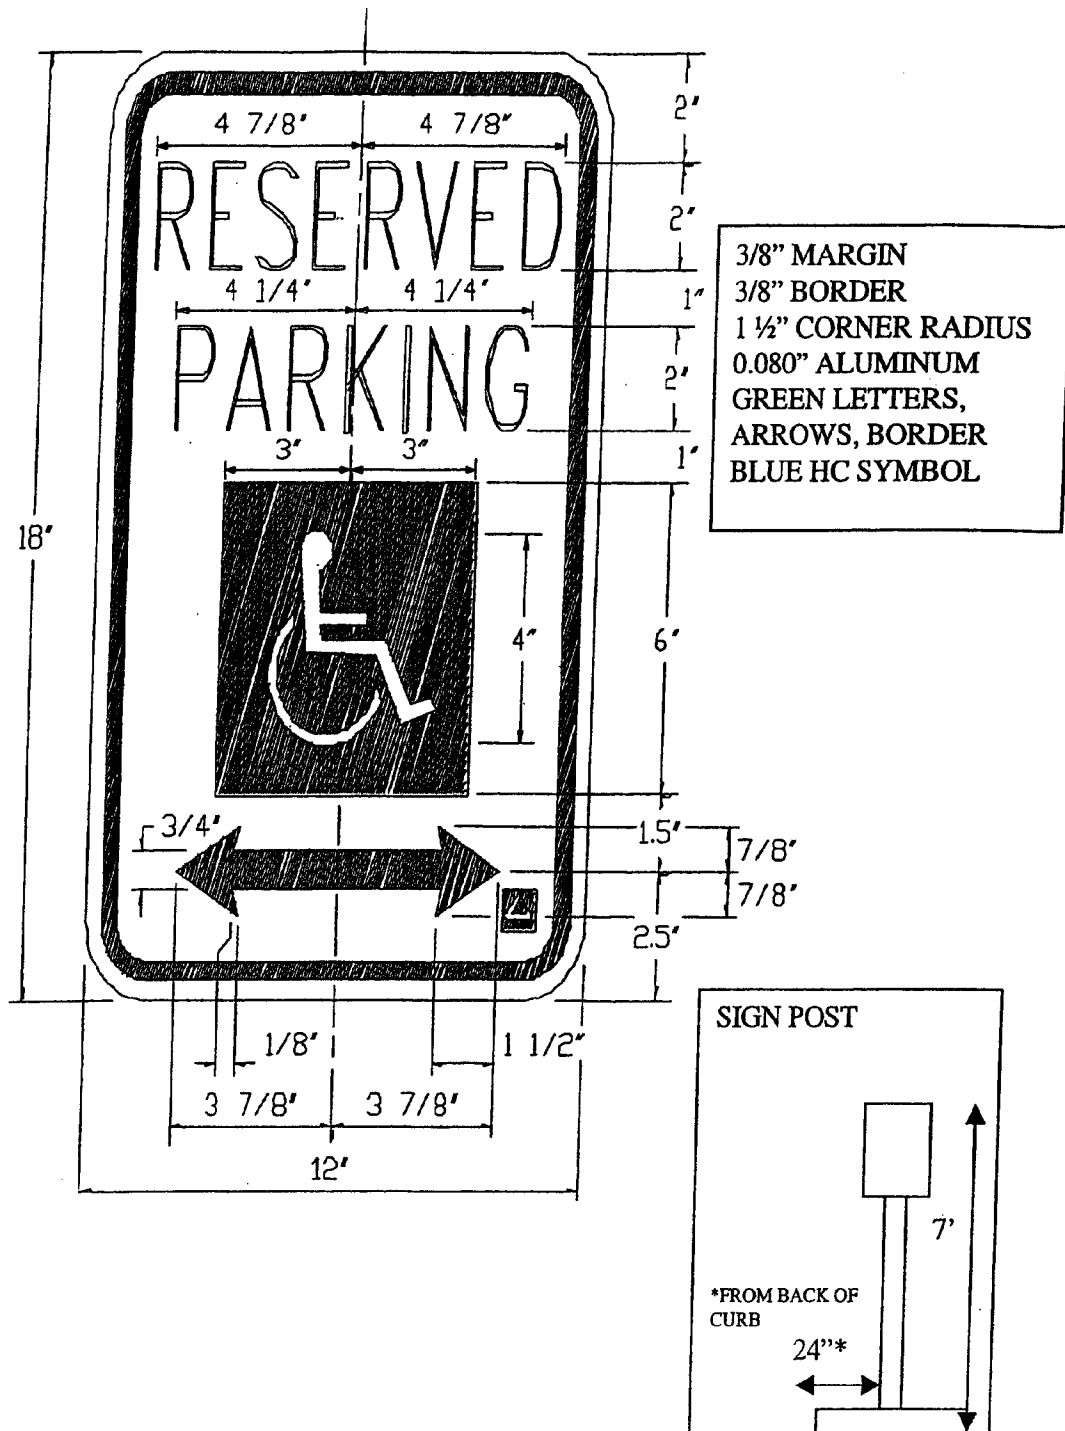 4 7/8" 4 7/8"
2"
RESERVED
2"
4 1/4" 4 1/4"
1"
PARKING
2"
3" 3"
1"
18"
4"
6"
3/4"
1.5"
7/8"
7/8"
2.5"
1/8"
1 1/2"
3 7/8" 3 7/8"
12"
3/8” MARGIN
3/8” BORDER
1 ½” CORNER RADIUS
0.080” ALUMINUM
GREEN LETTERS,
ARROWS, BORDER
BLUE HC SYMBOL
SIGN POST
7’
*FROM BACK OF
CURB
24”*